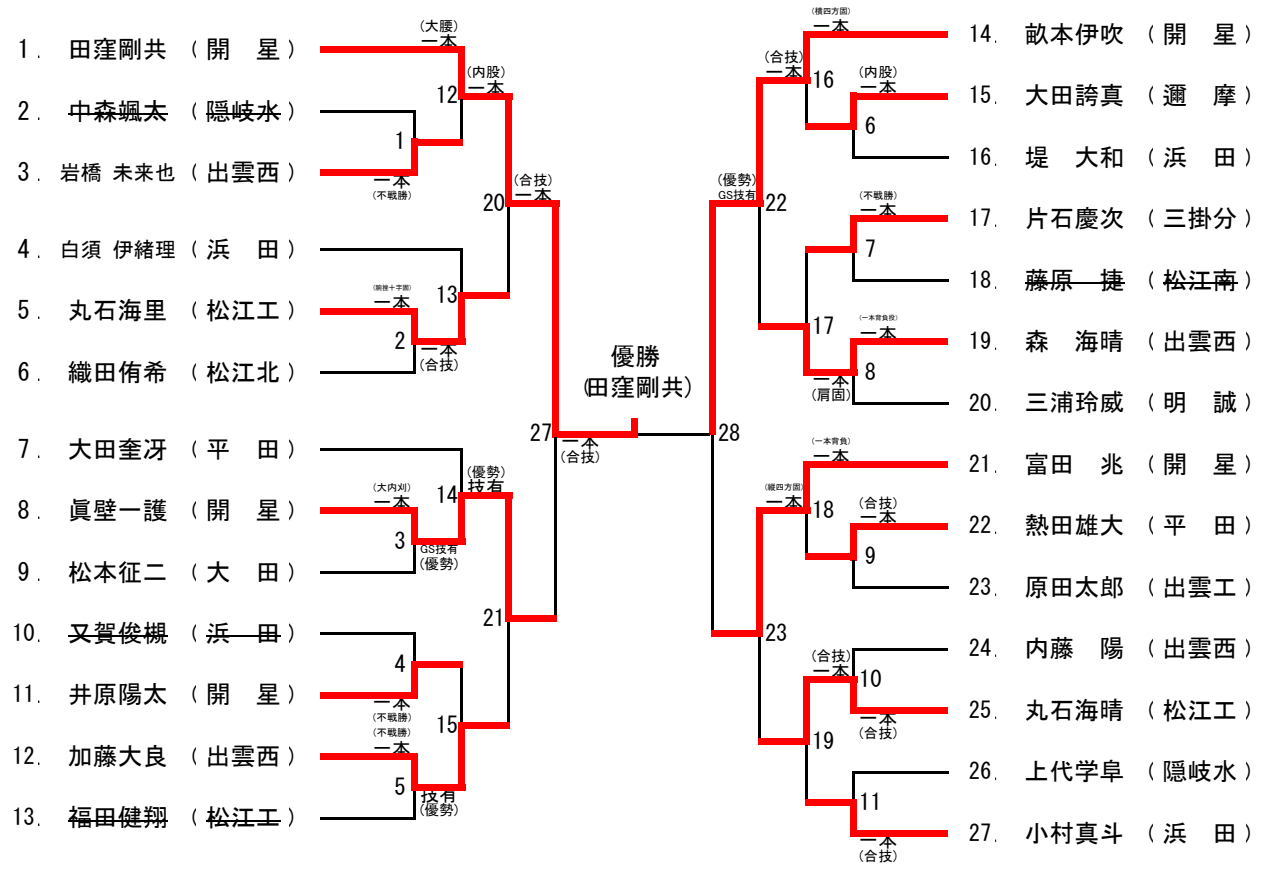 1. 田窪剛共 （開　星）
2. 中森颯太 （隠岐水）
3. 岩橋 未来也 （出雲西）
4. 白須 伊緒理 （浜　田）
5. 丸石海里 （松江工）
6. 織田侑希 （松江北）
7. 大田奎冴 （平　田）
8. 眞壁一護 （開　星）
9. 松本征二 （大　田）
10. 又賀俊槻 （浜　田）
11. 井原陽太 （開　星）
12. 加藤大良 （出雲西）
13. 福田健翔 （松江工）
(大腰)
一本
12
(内股)
一本
1
一本
(不戦勝)
20
(合技)
一本
(腕挫十字固)
一本
13
2
一本
(合技)
27
一本
(合技)
(大内刈)
一本
14
(優勢)
技有
3
GS技有
(優勢)
21
4
一本
(不戦勝)
(不戦勝)
一本
15
5
技有
(優勢)
優勝
(田窪剛共)
(横四方固)
一本
(合技)
一本
16
(内股)
一本
6
(優勢)
GS技有
22
(不戦勝)
一本
7
17
(一本背負投)
一本
8
一本
(肩固)
28
(一本背負)
一本
(縦四方固)
一本
18
(合技)
一本
9
23
(合技)
一本
10
一本
(合技)
19
11
一本
(合技)
14. 畝本伊吹 （開　星）
15. 大田誇真 （邇　摩）
16. 堤　大和 （浜　田）
17. 片石慶次 （三掛分）
18. 藤原　捷 （松江南）
19. 森　海晴 （出雲西）
20. 三浦玲威 （明　誠）
21. 富田　兆 （開　星）
22. 熱田雄大 （平　田）
23. 原田太郎 （出雲工）
24. 内藤　陽 （出雲西）
25. 丸石海晴 （松江工）
26. 上代学阜 （隠岐水）
27. 小村真斗 （浜　田）